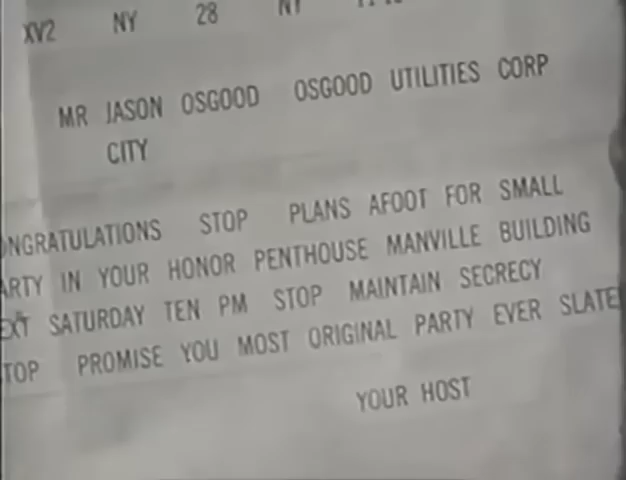 XV2 NY 28 NY
MR JASON OSGOOD OSGOOD UTILITIES CORP
CITY
ONGRATULATIONS STOP PLANS AFOOT FOR SMALL
ARTY IN YOUR HONOR PENTHOUSE MANVILLE BUILDING
EXT SATURDAY TEN PM STOP MAINTAIN SECRECY
TOP PROMISE YOU MOST ORIGINAL PARTY EVER SLATE
YOUR HOST